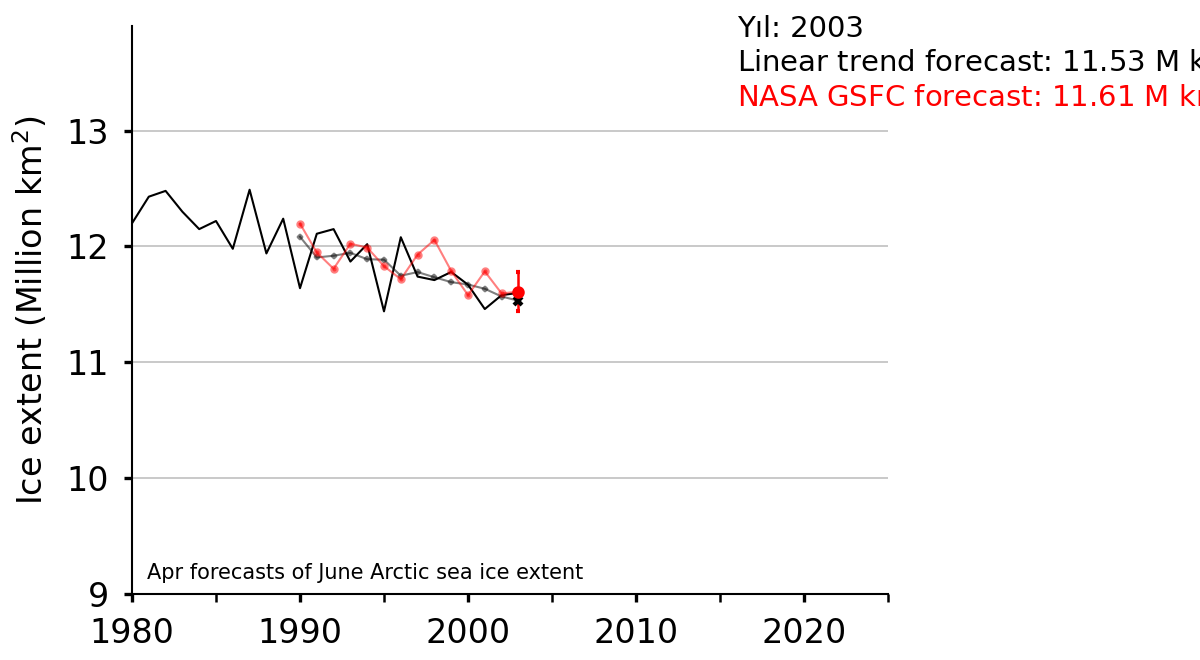 Yıl: 2003
Linear trend forecast: 11.53 M
NASA GSFC forecast: 11.61 M
Ice extent (Million km²)
13
12
11
10
9
Apr forecasts of June Arctic sea ice extent
1980 1990 2000 2010 2020